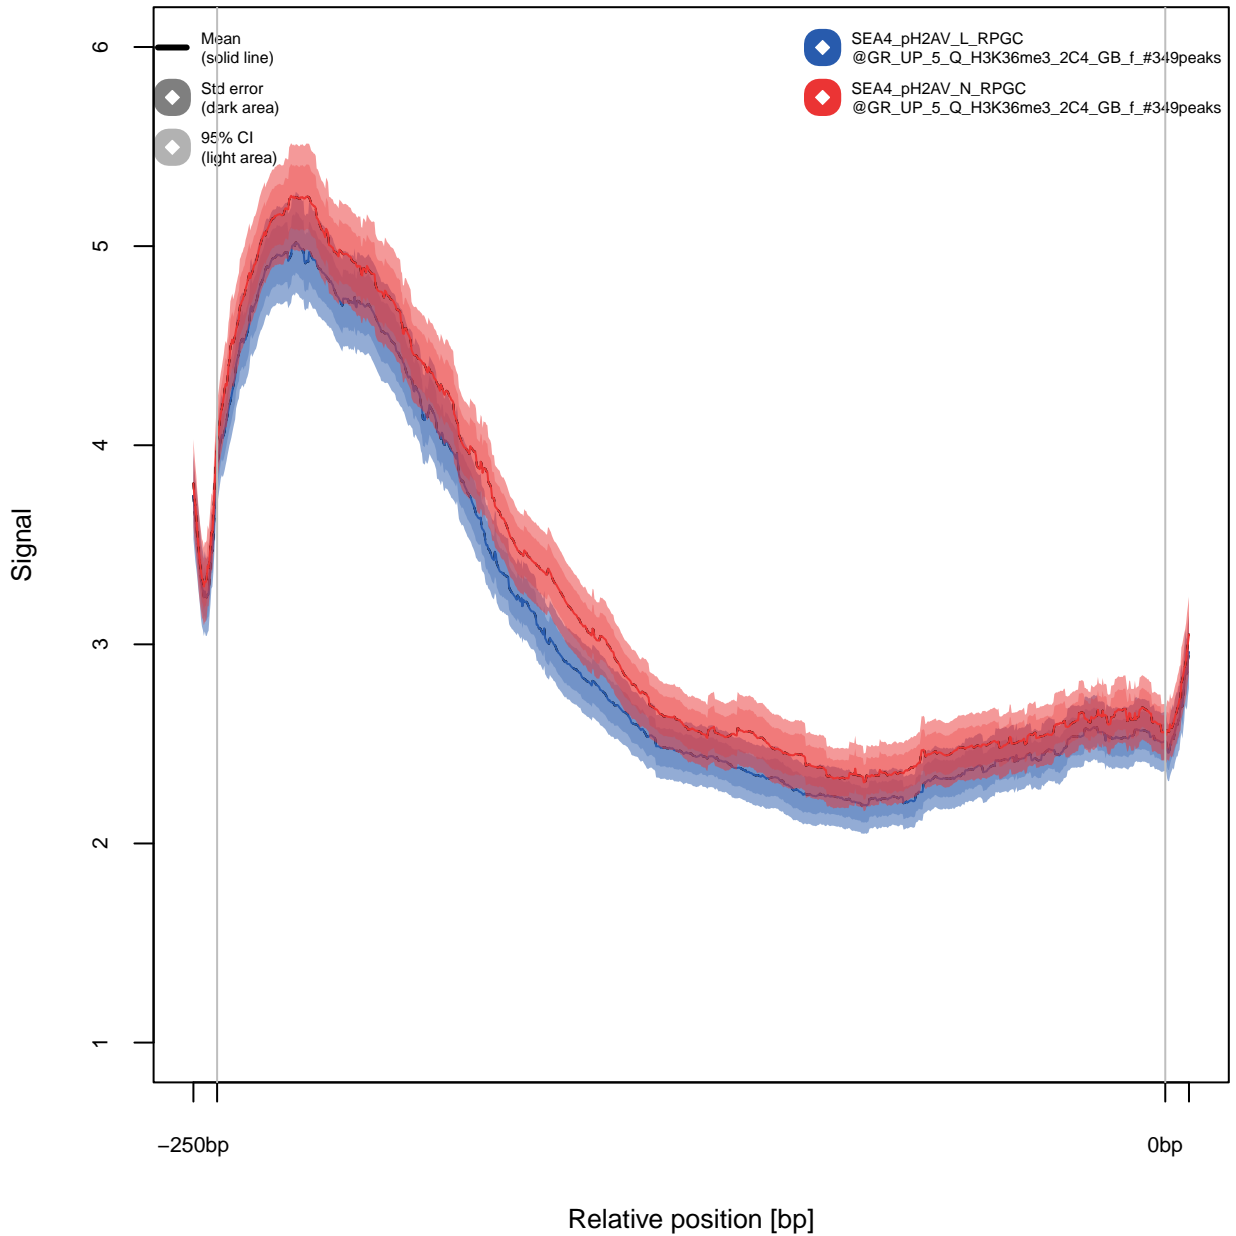 Mean
(solid line)
Std error
(dark area)
95% CI
(light area)
SEA4_pH2AV_L_RPGC
@GR_UP_5_Q_H3K36me3_2C4_GB_f_#349peaks
SEA4_pH2AV_N_RPGC
@GR_UP_5_Q_H3K36me3_2C4_GB_f_#349peaks
6
5
4
3
2
1
Signal
−250bp
0bp
Relative position [bp]